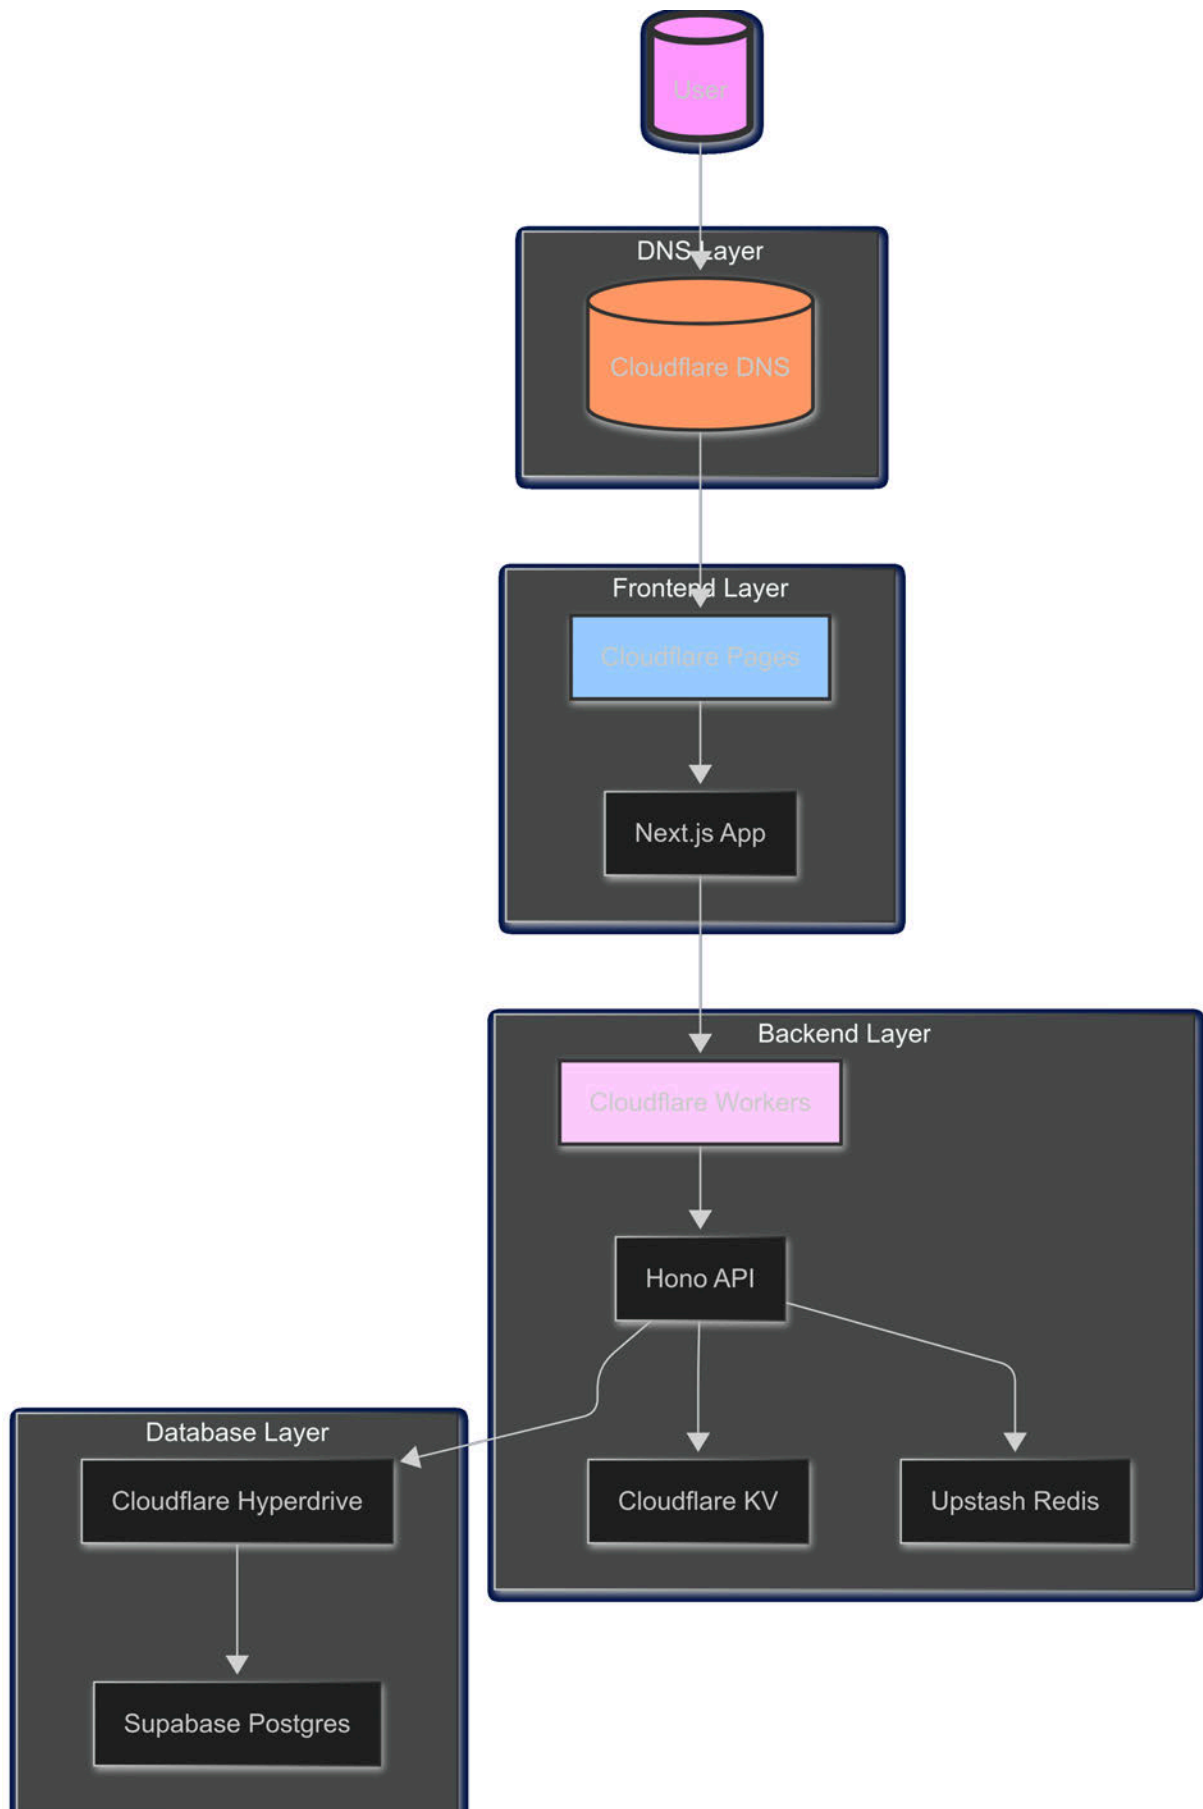 User
DNS Layer
Cloudflare DNS
Frontend Layer
Cloudflare Pages
Next.js App
Backend Layer
Cloudflare Workers
Hono API
Database Layer
Cloudflare Hyperdrive
Cloudflare KV
Upstash Redis
Supabase Postgres